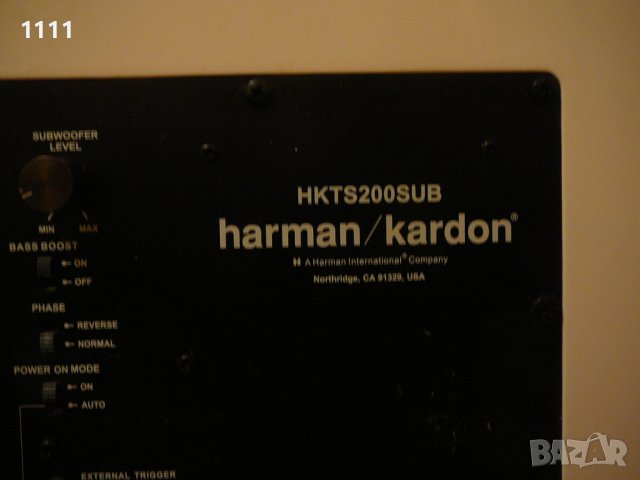 1111
SUBWOOFER
LEVEL
MIN MAX
BASS BOOST
ON
OFF
PHASE
REVERSE
NORMAL
POWER ON MODE
ON
AUTO
EXTERNAL TRIGGER
HKTS200SUB
harman/kardon®
H A Harman International® Company
Northridge, CA 91329, USA
BAZAR